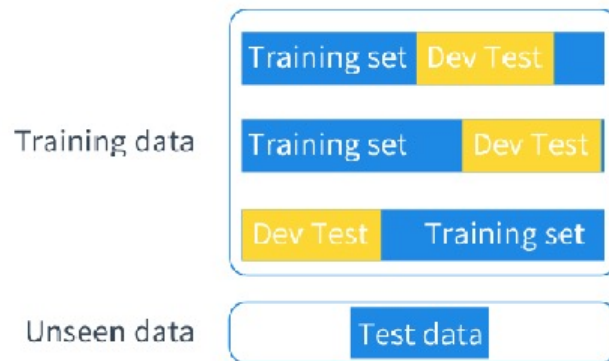 Training set Dev Test
Training data
Training set Dev Test
Dev Test Training set
Unseen data
Test data